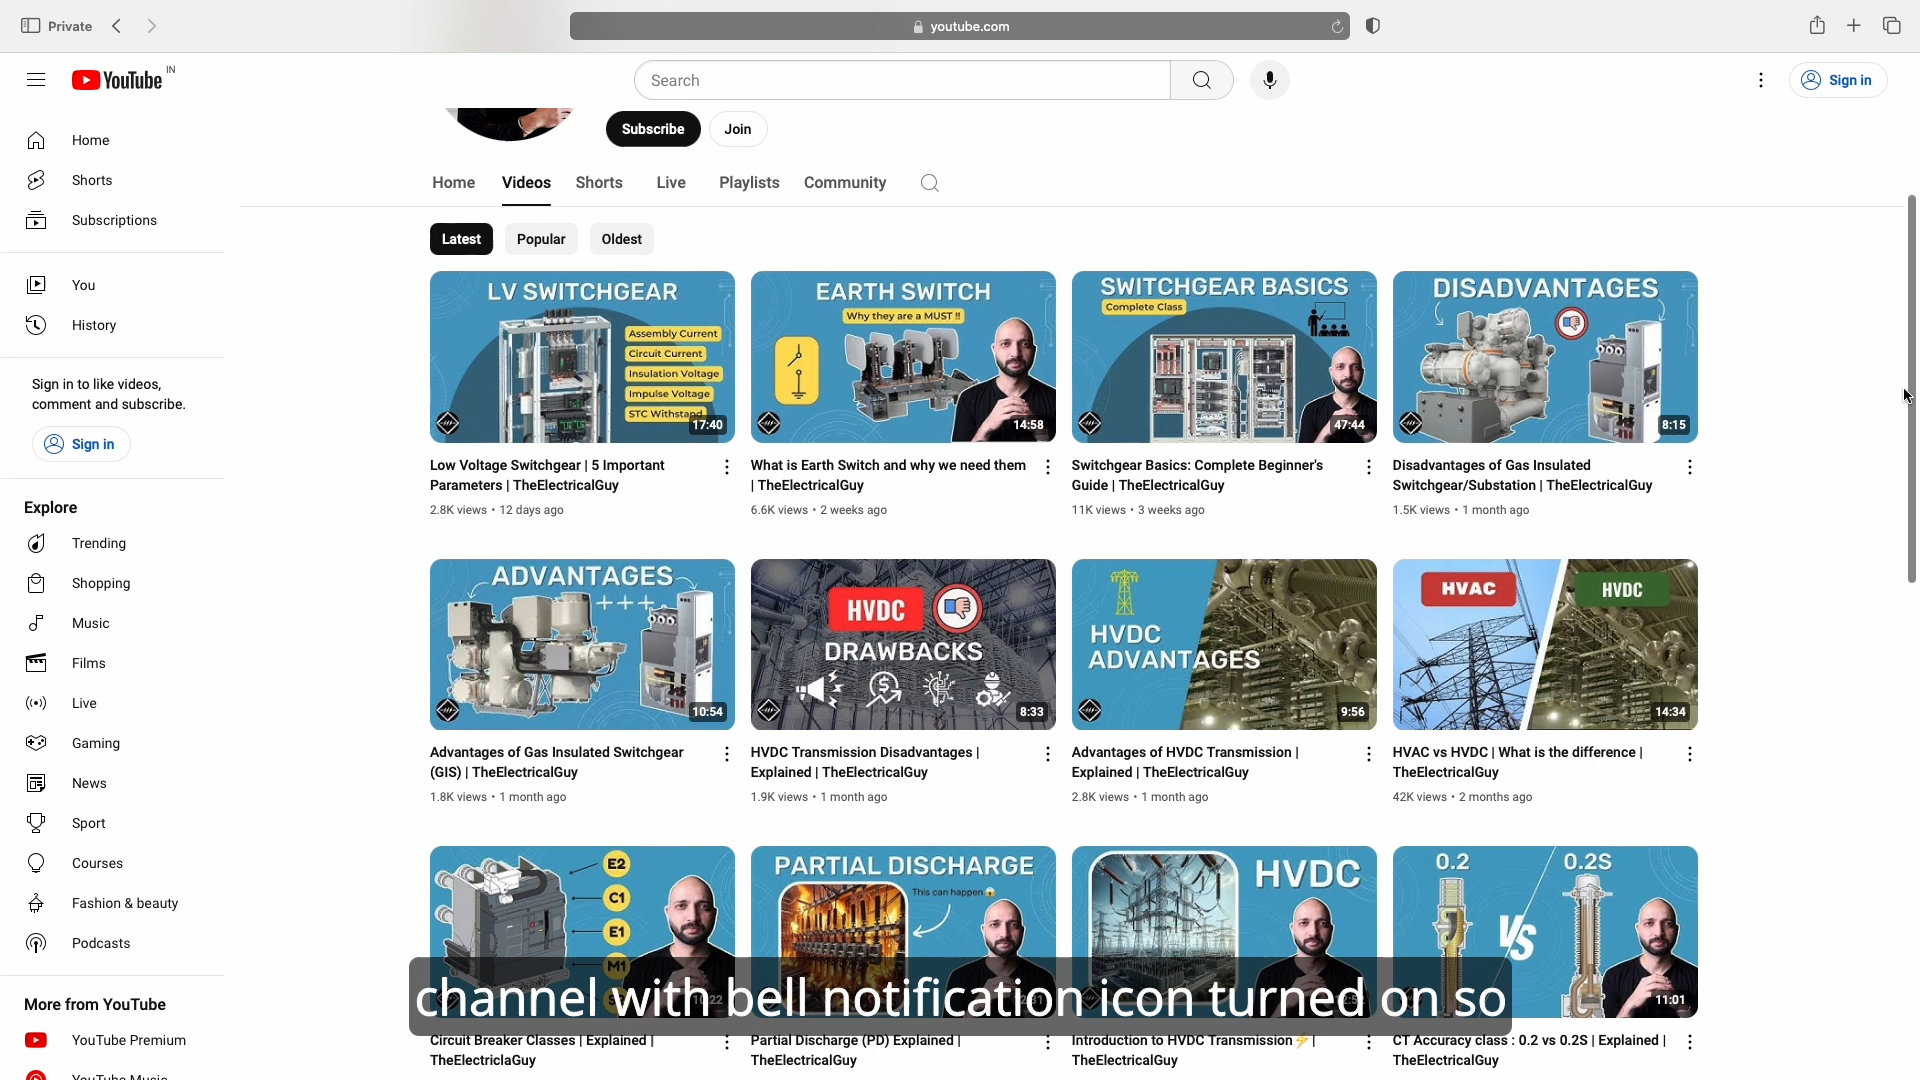 Private
youtube.com
YouTube IN
Search
Sign in
Home
Shorts
Subscriptions
You
History
Sign in to like videos,
comment and subscribe.
Sign in
Explore
Trending
Shopping
Music
Films
Live
Gaming
News
Sport
Courses
Fashion & beauty
Podcasts
More from YouTube
YouTube Premium
YouTube Music
Subscribe
Join
Home
Videos
Shorts
Live
Playlists
Community
Latest
Popular
Oldest
LV SWITCHGEAR
Assembly Current
Circuit Current
Insulation Voltage
Impulse Voltage
STC Withstand
17:40
Low Voltage Switchgear | 5 Important
Parameters | TheElectricalGuy
2.8K views • 12 days ago
EARTH SWITCH
Why they are a MUST !!
14:58
What is Earth Switch and why we need them
| TheElectricalGuy
6.6K views • 2 weeks ago
SWITCHGEAR BASICS
Complete Class
47:44
Switchgear Basics: Complete Beginner's
Guide | TheElectricalGuy
11K views • 3 weeks ago
DISADVANTAGES
8:15
Disadvantages of Gas Insulated
Switchgear/Substation | TheElectricalGuy
1.5K views • 1 month ago
ADVANTAGES
+++
10:54
Advantages of Gas Insulated Switchgear
(GIS) | TheElectricalGuy
1.8K views • 1 month ago
HVDC
DRAWBACKS
8:33
HVDC Transmission Disadvantages |
Explained | TheElectricalGuy
1.9K views • 1 month ago
HVDC
ADVANTAGES
9:56
Advantages of HVDC Transmission |
Explained | TheElectricalGuy
2.8K views • 1 month ago
HVAC
HVDC
14:34
HVAC vs HVDC | What is the difference |
TheElectricalGuy
42K views • 2 months ago
E2
C1
E1
M1
Circuit Breaker Classes | Explained |
TheElectriclaGuy
PARTIAL DISCHARGE
This can happen 😱
Partial Discharge (PD) Explained |
TheElectricalGuy
HVDC
Introduction to HVDC Transmission⚡ |
TheElectricalGuy
0.2
VS
0.2S
11:01
CT Accuracy class : 0.2 vs 0.2S | Explained |
TheElectricalGuy
channel with bell notification icon turned on so